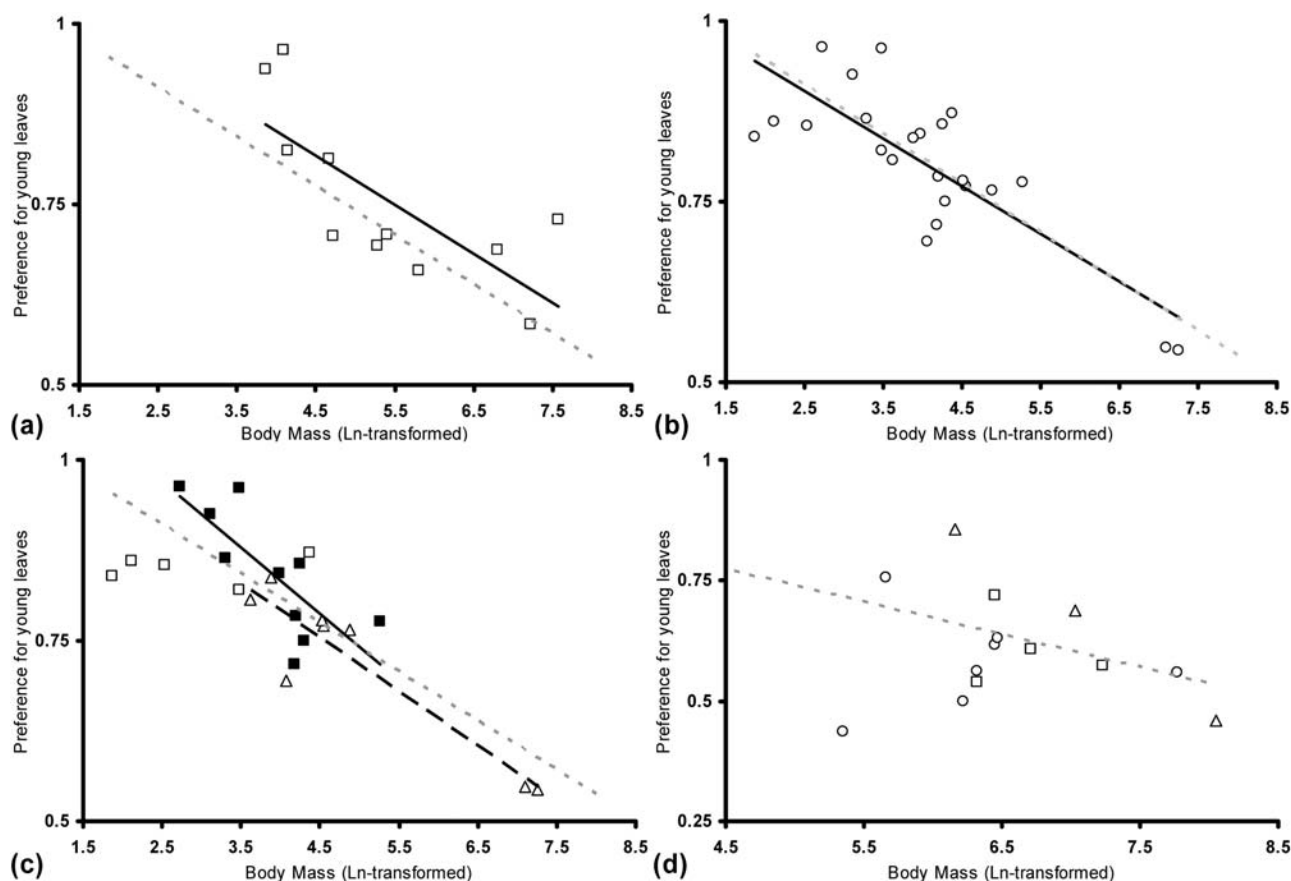 1
0.75
0.5
Preference for young leaves
1.5 2.5 3.5 4.5 5.5 6.5 7.5 8.5
Body Mass (Ln-transformed)
(a)
1
0.75
0.5
Preference for young leaves
1.5 2.5 3.5 4.5 5.5 6.5 7.5 8.5
Body Mass (Ln-transformed)
(b)
1
0.75
0.5
Preference for young leaves
1.5 2.5 3.5 4.5 5.5 6.5 7.5 8.5
Body Mass (Ln-transformed)
(c)
1
0.75
0.5
0.25
Preference for young leaves
4.5 5.5 6.5 7.5 8.5
Body Mass (Ln-transformed)
(d)